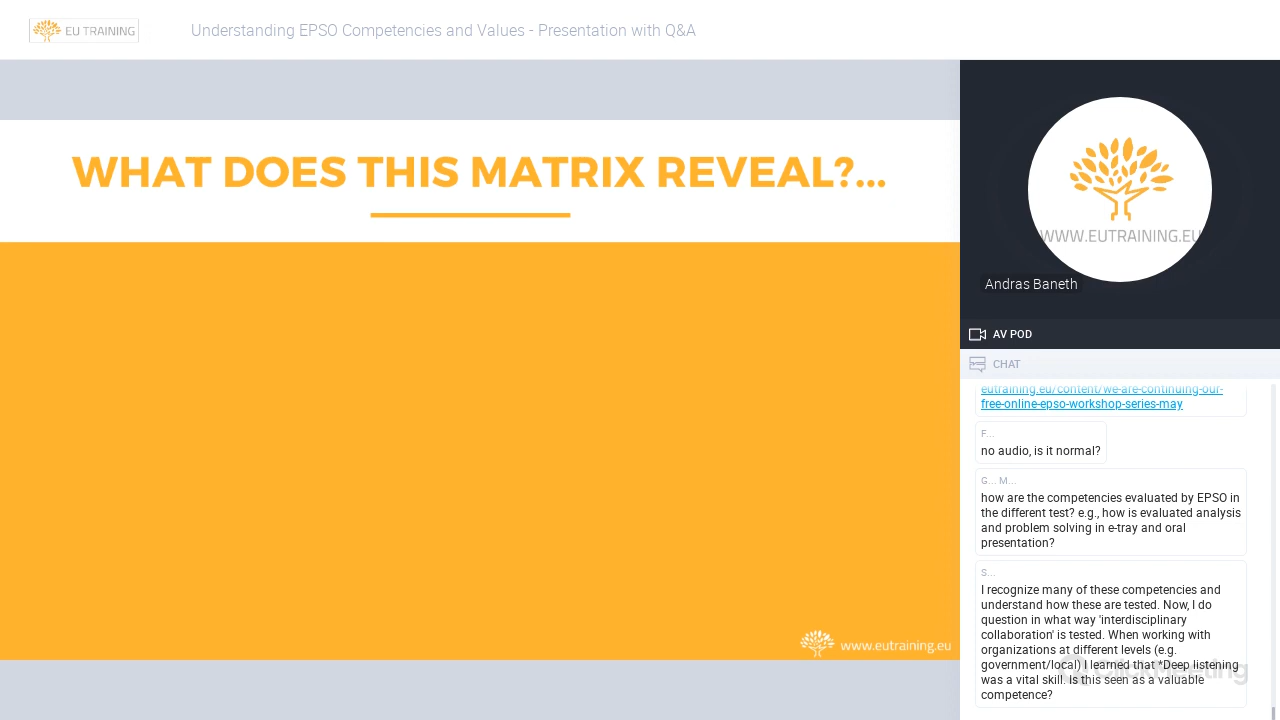 EU TRAINING
Understanding EPSO Competencies and Values - Presentation with Q&A
WHAT DOES THIS MATRIX REVEAL?...
www.eutraining.eu
WWW.EUTRAINING.EU
Andras Baneth
AV POD
CHAT
eutraining.eu/content/we-are-continuing-our-
free-online-epso-workshop-series-may
F...
no audio, is it normal?
G... M...
how are the competencies evaluated by EPSO in
the different test? e.g., how is evaluated analysis
and problem solving in e-tray and oral
presentation?
S...
I recognize many of these competencies and
understand how these are tested. Now, I do
question in what way 'interdisciplinary
collaboration' is tested. When working with
organizations at different levels (e.g.
government/local) I learned that *Deep listening
was a vital skill. Is this seen as a valuable
competence?
ClickMeeting